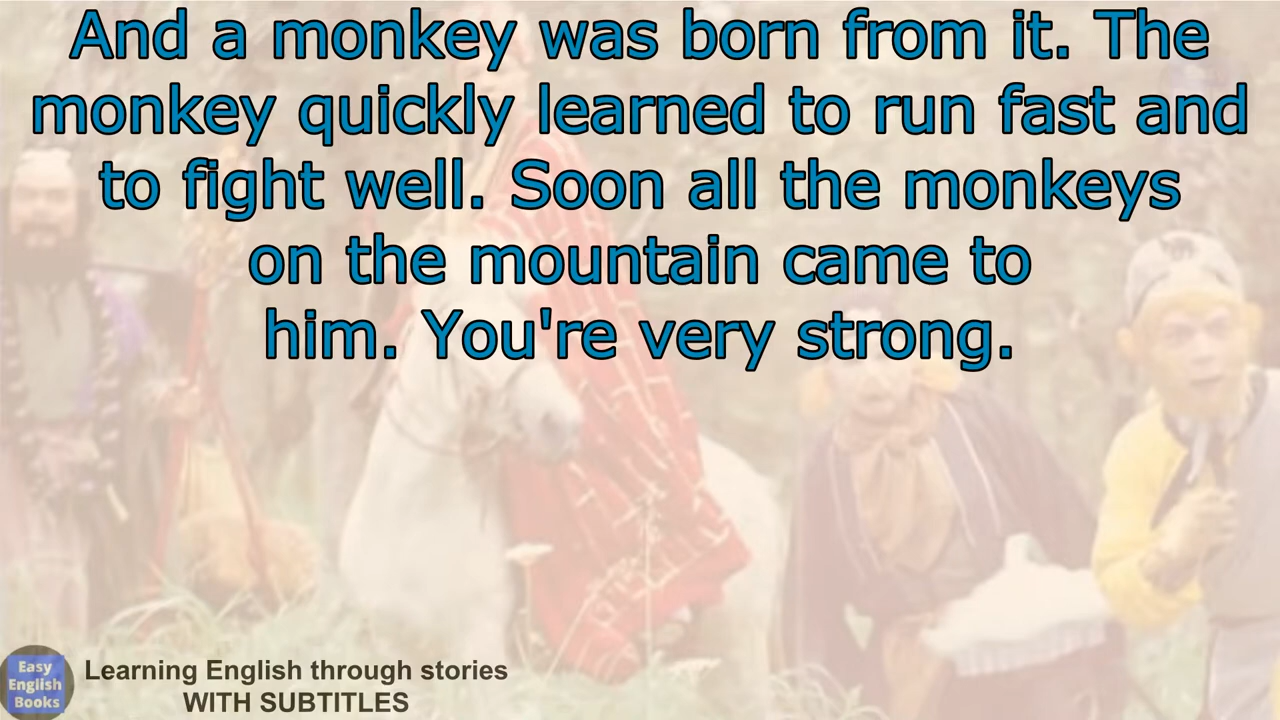 And a monkey was born from it. The
monkey quickly learned to run fast and
to fight well. Soon all the monkeys
on the mountain came to
him. You're very strong.
Easy
English
Books
Learning English through stories
WITH SUBTITLES